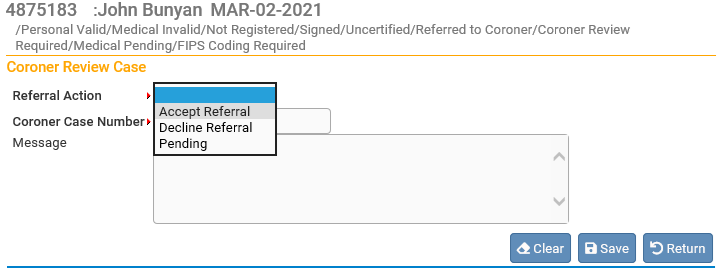 4875183 :John Bunyan MAR-02-2021
/Personal Valid/Medical Invalid/Not Registered/Signed/Uncertified/Referred to Coroner/Coroner Review
Required/Medical Pending/FIPS Coding Required
Coroner Review Case
Referral Action
Accept Referral
Coroner Case Number
Decline Referral
Message
Pending
Clear Save Return